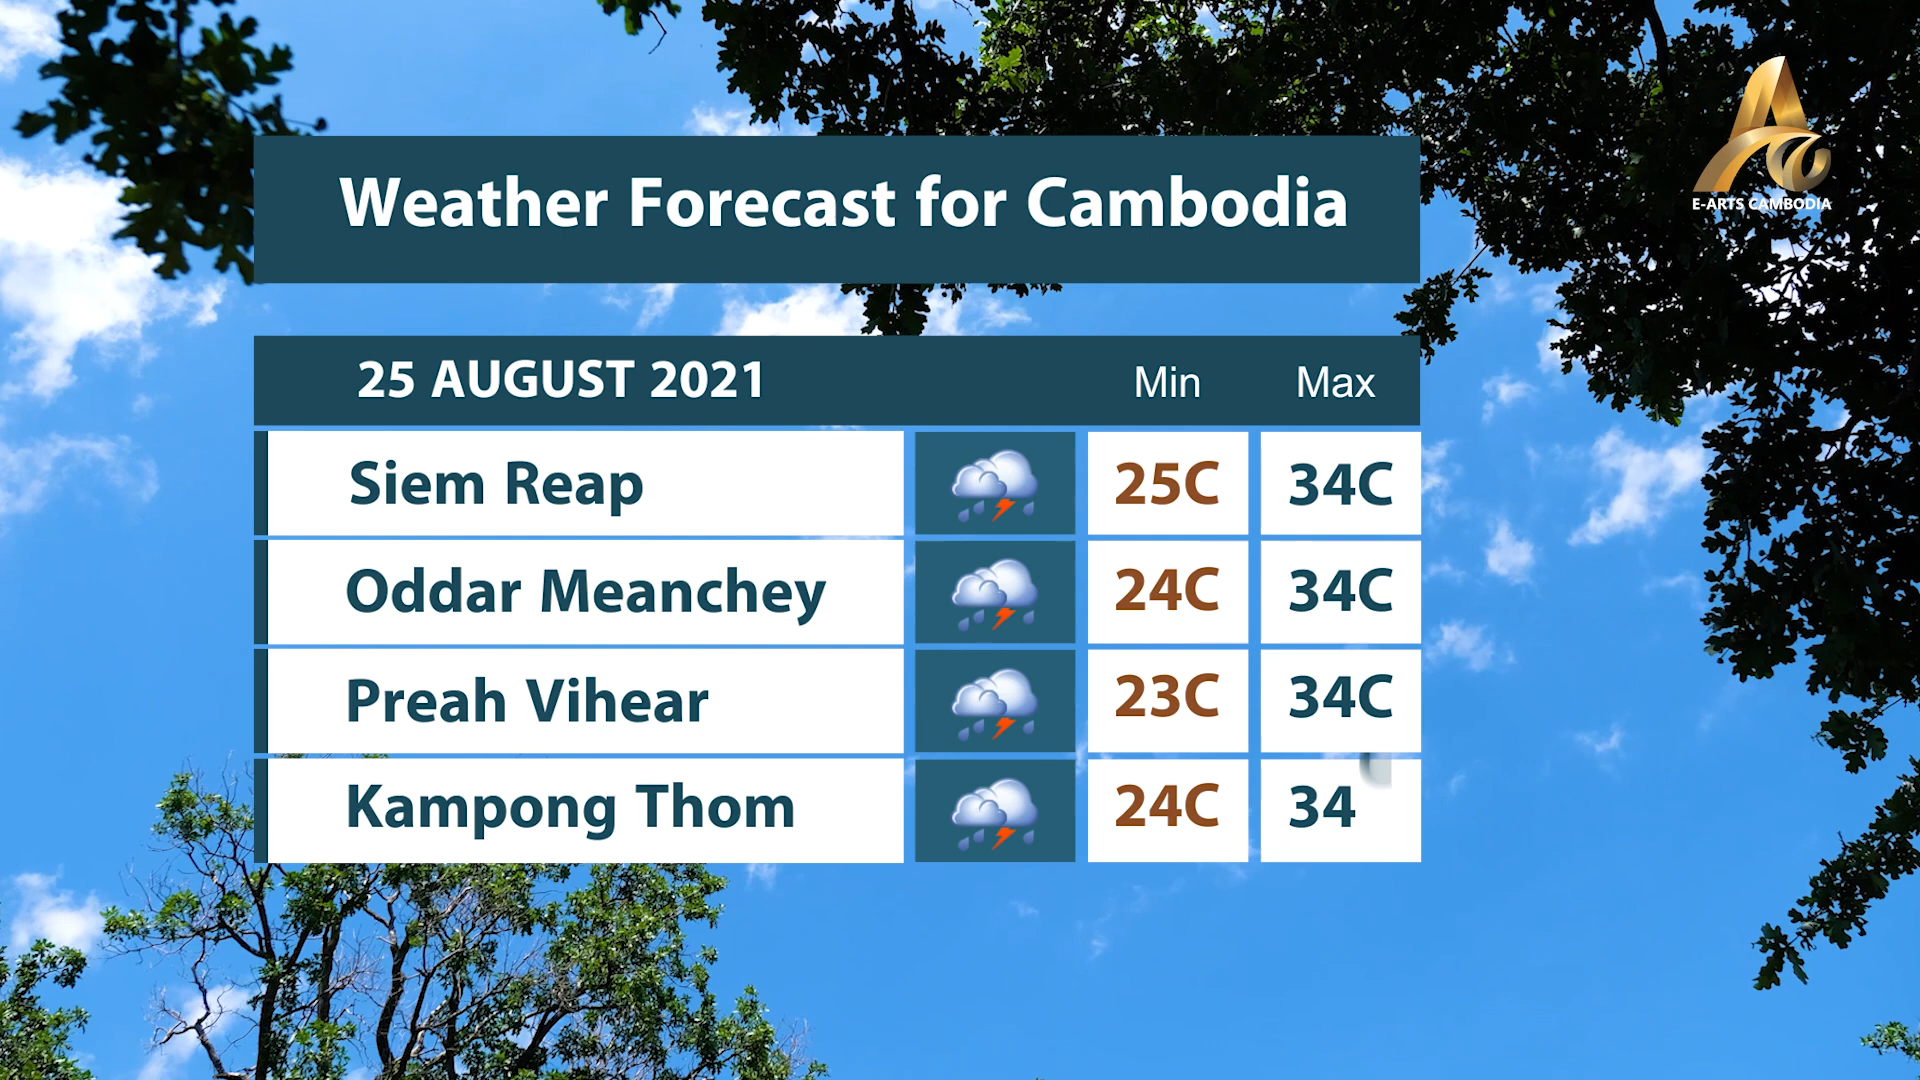 E-ARTS CAMBODIA
Weather Forecast for Cambodia
25 AUGUST 2021 Min Max
Siem Reap 25C 34C
Oddar Meanchey 24C 34C
Preah Vihear 23C 34C
Kampong Thom 24C 34